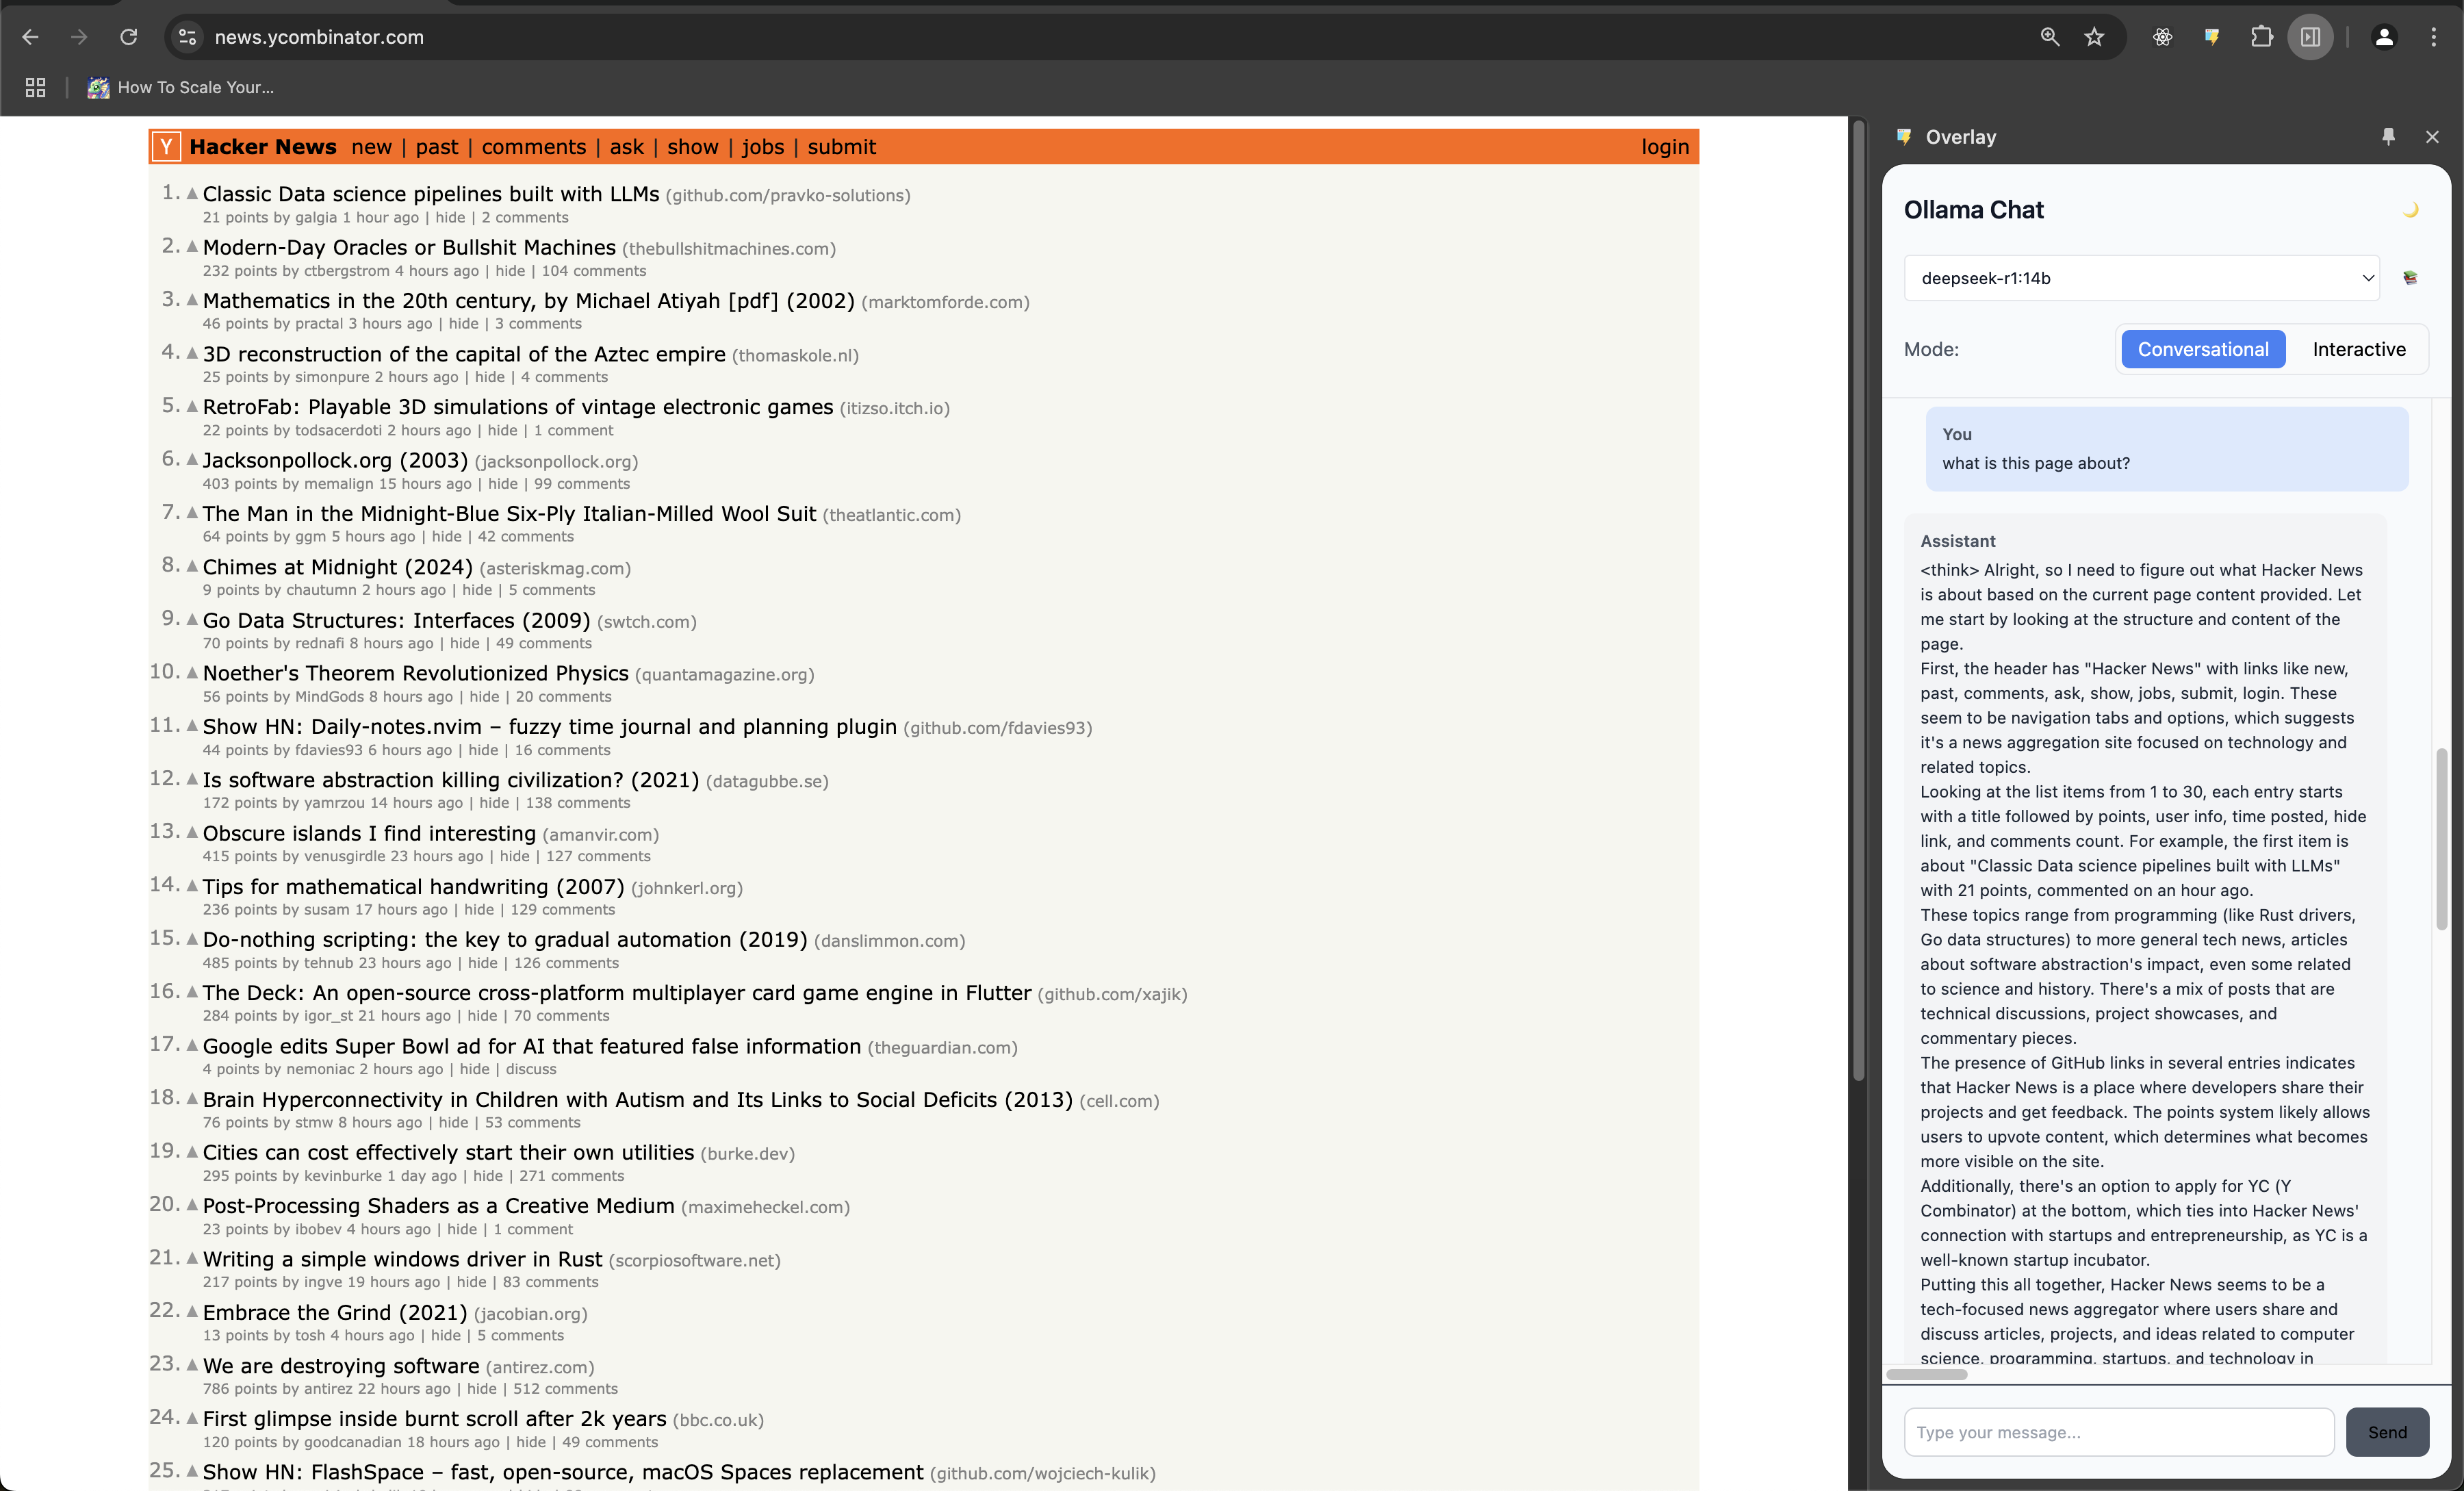 news.ycombinator.com
How To Scale Your...
Y Hacker News new | past | comments | ask | show | jobs | submit login
1. Classic Data science pipelines built with LLMs (github.com/pravko-solutions)
21 points by galgia 1 hour ago | hide | 2 comments
2. Modern-Day Oracles or Bullshit Machines (thebullshitmachines.com)
232 points by ctbergstrom 4 hours ago | hide | 104 comments
3. Mathematics in the 20th century, by Michael Atiyah [pdf] (2002) (marktomforde.com)
46 points by practal 3 hours ago | hide | 3 comments
4. 3D reconstruction of the capital of the Aztec empire (thomaskole.nl)
25 points by simonpure 2 hours ago | hide | 4 comments
5. RetroFab: Playable 3D simulations of vintage electronic games (itizso.itch.io)
22 points by todsacerdoti 2 hours ago | hide | 1 comment
6. Jacksonpollock.org (2003) (jacksonpollock.org)
403 points by memalign 15 hours ago | hide | 99 comments
7. The Man in the Midnight-Blue Six-Ply Italian-Milled Wool Suit (theatlantic.com)
64 points by ggm 5 hours ago | hide | 42 comments
8. Chimes at Midnight (2024) (asteriskmag.com)
9 points by chautumn 2 hours ago | hide | 5 comments
9. Go Data Structures: Interfaces (2009) (swtch.com)
70 points by rednafi 8 hours ago | hide | 49 comments
10. Noether's Theorem Revolutionized Physics (quantamagazine.org)
56 points by MindGods 8 hours ago | hide | 20 comments
11. Show HN: Daily-notes.nvim – fuzzy time journal and planning plugin (github.com/fdavies93)
44 points by fdavies93 6 hours ago | hide | 16 comments
12. Is software abstraction killing civilization? (2021) (datagubbe.se)
172 points by yamrzou 14 hours ago | hide | 138 comments
13. Obscure islands I find interesting (amanvir.com)
415 points by venusgirdle 23 hours ago | hide | 127 comments
14. Tips for mathematical handwriting (2007) (johnkerl.org)
236 points by susam 17 hours ago | hide | 129 comments
15. Do-nothing scripting: the key to gradual automation (2019) (danslimmon.com)
485 points by tehnub 23 hours ago | hide | 126 comments
16. The Deck: An open-source cross-platform multiplayer card game engine in Flutter (github.com/xajik)
284 points by igor_st 21 hours ago | hide | 70 comments
17. Google edits Super Bowl ad for AI that featured false information (theguardian.com)
4 points by nemoniac 2 hours ago | hide | discuss
18. Brain Hyperconnectivity in Children with Autism and Its Links to Social Deficits (2013) (cell.com)
76 points by stmw 8 hours ago | hide | 53 comments
19. Cities can cost effectively start their own utilities (burke.dev)
295 points by kevinburke 1 day ago | hide | 271 comments
20. Post-Processing Shaders as a Creative Medium (maximeheckel.com)
23 points by ibobev 4 hours ago | hide | 1 comment
21. Writing a simple windows driver in Rust (scorpiosoftware.net)
217 points by ingve 19 hours ago | hide | 83 comments
22. Embrace the Grind (2021) (jacobian.org)
13 points by tosh 4 hours ago | hide | 5 comments
23. We are destroying software (antirez.com)
786 points by antirez 22 hours ago | hide | 512 comments
24. First glimpse inside burnt scroll after 2k years (bbc.co.uk)
120 points by goodcanadian 18 hours ago | hide | 49 comments
25. Show HN: FlashSpace – fast, open-source, macOS Spaces replacement (github.com/wojciech-kulik)
Overlay
Ollama Chat
deepseek-r1:14b
Mode: Conversational Interactive
You
what is this page about?
Assistant
<think> Alright, so I need to figure out what Hacker News
is about based on the current page content provided. Let
me start by looking at the structure and content of the
page.
First, the header has "Hacker News" with links like new,
past, comments, ask, show, jobs, submit, login. These
seem to be navigation tabs and options, which suggests
it's a news aggregation site focused on technology and
related topics.
Looking at the list items from 1 to 30, each entry starts
with a title followed by points, user info, time posted, hide
link, and comments count. For example, the first item is
about "Classic Data science pipelines built with LLMs"
with 21 points, commented on an hour ago.
These topics range from programming (like Rust drivers,
Go data structures) to more general tech news, articles
about software abstraction's impact, even some related
to science and history. There's a mix of posts that are
technical discussions, project showcases, and
commentary pieces.
The presence of GitHub links in several entries indicates
that Hacker News is a place where developers share their
projects and get feedback. The points system likely allows
users to upvote content, which determines what becomes
more visible on the site.
Additionally, there's an option to apply for YC (Y
Combinator) at the bottom, which ties into Hacker News'
connection with startups and entrepreneurship, as YC is a
well-known startup incubator.
Putting this all together, Hacker News seems to be a
tech-focused news aggregator where users share and
discuss articles, projects, and ideas related to computer
science, programming, startups, and technology in
Type your message...
Send